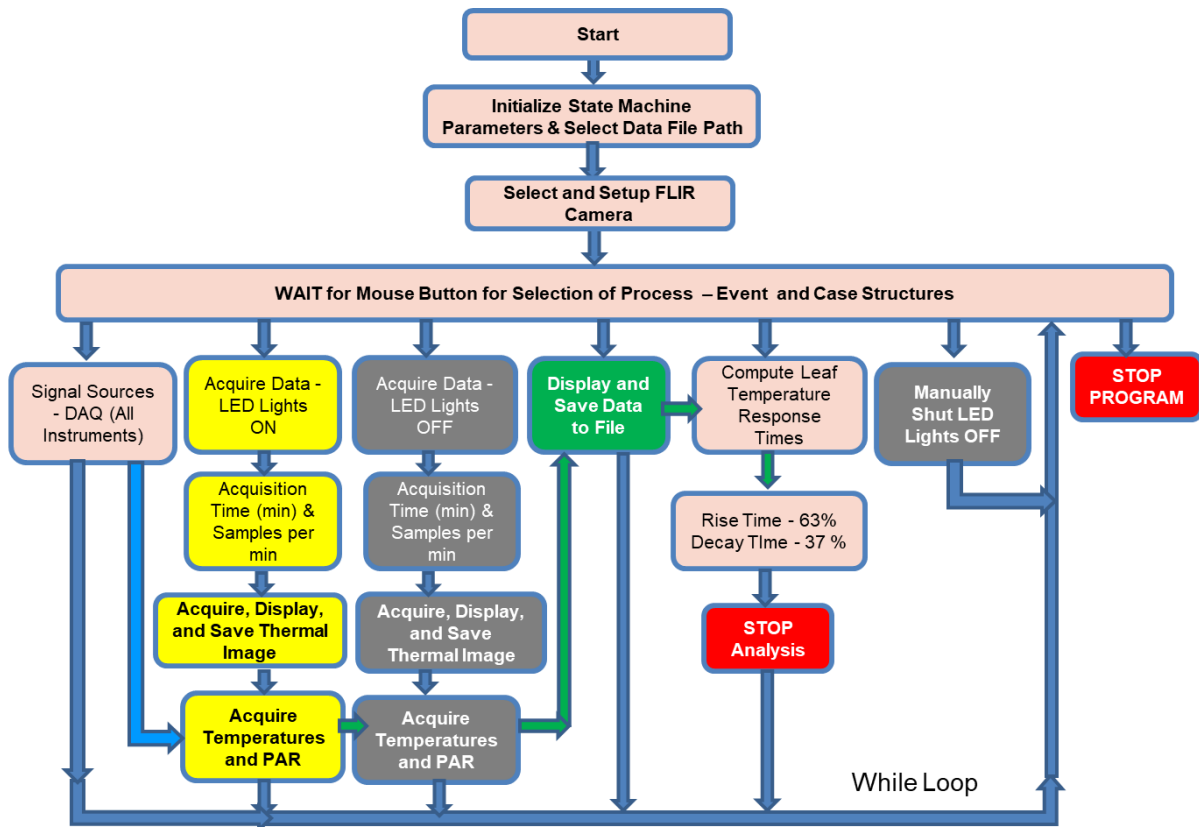 Start
Initialize State Machine
Parameters & Select Data File Path
Select and Setup FLIR
Camera
WAIT for Mouse Button for Selection of Process – Event and Case Structures
Signal Sources
- DAQ (All
Instruments)
Acquire Data -
LED Lights
ON
Acquire Data -
LED Lights
OFF
Display and
Save Data
to File
Compute Leaf
Temperature
Response
Times
Manually
Shut LED
Lights OFF
STOP
PROGRAM
Acquisition
Time (min) &
Samples per
min
Acquisition
Time (min) &
Samples per
min
Rise Time - 63%
Decay TIme - 37 %
Acquire, Display,
and Save Thermal
Image
Acquire, Display,
and Save
Thermal Image
STOP
Analysis
Acquire
Temperatures
and PAR
Acquire
Temperatures
and PAR
While Loop